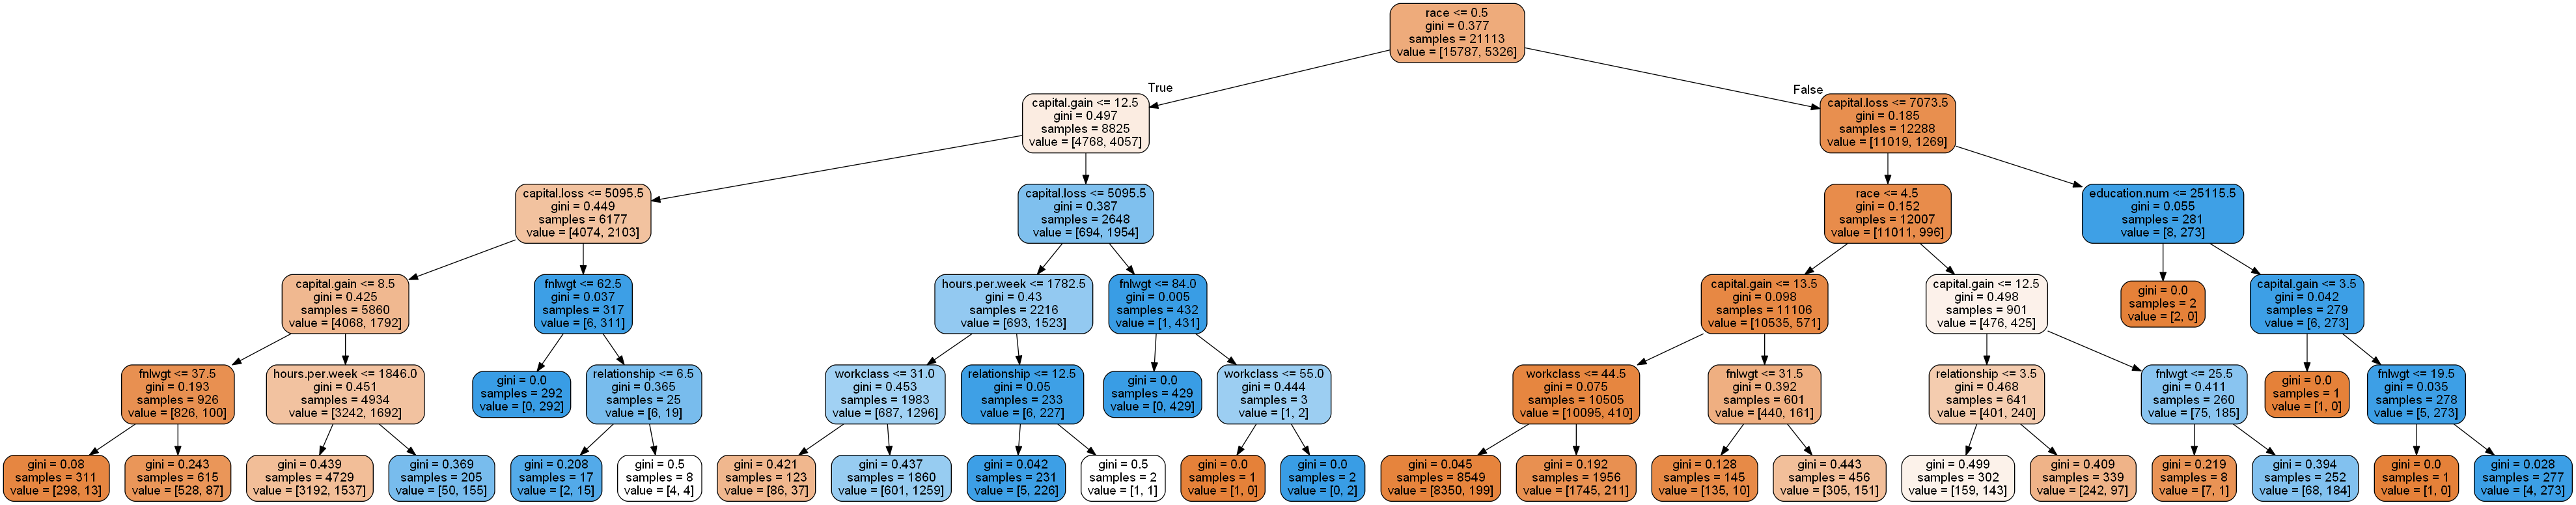 race <= 0.5
gini = 0.377
samples = 21113
value = [15787, 5326]
True
False
capital.gain <= 12.5
gini = 0.497
samples = 8825
value = [4768, 4057]
capital.loss <= 7073.5
gini = 0.185
samples = 12288
value = [11019, 1269]
capital.loss <= 5095.5
gini = 0.449
samples = 6177
value = [4074, 2103]
capital.loss <= 5095.5
gini = 0.387
samples = 2648
value = [694, 1954]
race <= 4.5
gini = 0.152
samples = 12007
value = [11011, 996]
education.num <= 25115.5
gini = 0.055
samples = 281
value = [8, 273]
capital.gain <= 8.5
gini = 0.425
samples = 5860
value = [4068, 1792]
fnlwgt <= 62.5
gini = 0.037
samples = 317
value = [6, 311]
hours.per.week <= 1782.5
gini = 0.43
samples = 2216
value = [693, 1523]
fnlwgt <= 84.0
gini = 0.005
samples = 432
value = [1, 431]
capital.gain <= 13.5
gini = 0.098
samples = 11106
value = [10535, 571]
capital.gain <= 12.5
gini = 0.498
samples = 901
value = [476, 425]
gini = 0.0
samples = 2
value = [2, 0]
capital.gain <= 3.5
gini = 0.042
samples = 279
value = [6, 273]
fnlwgt <= 37.5
gini = 0.193
samples = 926
value = [826, 100]
hours.per.week <= 1846.0
gini = 0.451
samples = 4934
value = [3242, 1692]
gini = 0.0
samples = 292
value = [0, 292]
relationship <= 6.5
gini = 0.365
samples = 25
value = [6, 19]
workclass <= 31.0
gini = 0.453
samples = 1983
value = [687, 1296]
relationship <= 12.5
gini = 0.05
samples = 233
value = [6, 227]
gini = 0.0
samples = 429
value = [0, 429]
workclass <= 55.0
gini = 0.444
samples = 3
value = [1, 2]
workclass <= 44.5
gini = 0.075
samples = 10505
value = [10095, 410]
fnlwgt <= 31.5
gini = 0.392
samples = 601
value = [440, 161]
relationship <= 3.5
gini = 0.468
samples = 641
value = [401, 240]
fnlwgt <= 25.5
gini = 0.411
samples = 260
value = [75, 185]
gini = 0.0
samples = 1
value = [1, 0]
fnlwgt <= 19.5
gini = 0.035
samples = 278
value = [5, 273]
gini = 0.08
samples = 311
value = [298, 13]
gini = 0.243
samples = 615
value = [528, 87]
gini = 0.439
samples = 4729
value = [3192, 1537]
gini = 0.369
samples = 205
value = [50, 155]
gini = 0.208
samples = 17
value = [2, 15]
gini = 0.5
samples = 8
value = [4, 4]
gini = 0.421
samples = 123
value = [86, 37]
gini = 0.437
samples = 1860
value = [601, 1259]
gini = 0.042
samples = 231
value = [5, 226]
gini = 0.5
samples = 2
value = [1, 1]
gini = 0.0
samples = 1
value = [1, 0]
gini = 0.0
samples = 2
value = [0, 2]
gini = 0.045
samples = 8549
value = [8350, 199]
gini = 0.192
samples = 1956
value = [1745, 211]
gini = 0.128
samples = 145
value = [135, 10]
gini = 0.443
samples = 456
value = [305, 151]
gini = 0.499
samples = 302
value = [159, 143]
gini = 0.409
samples = 339
value = [242, 97]
gini = 0.219
samples = 8
value = [7, 1]
gini = 0.394
samples = 252
value = [68, 184]
gini = 0.0
samples = 1
value = [1, 0]
gini = 0.028
samples = 277
value = [4, 273]